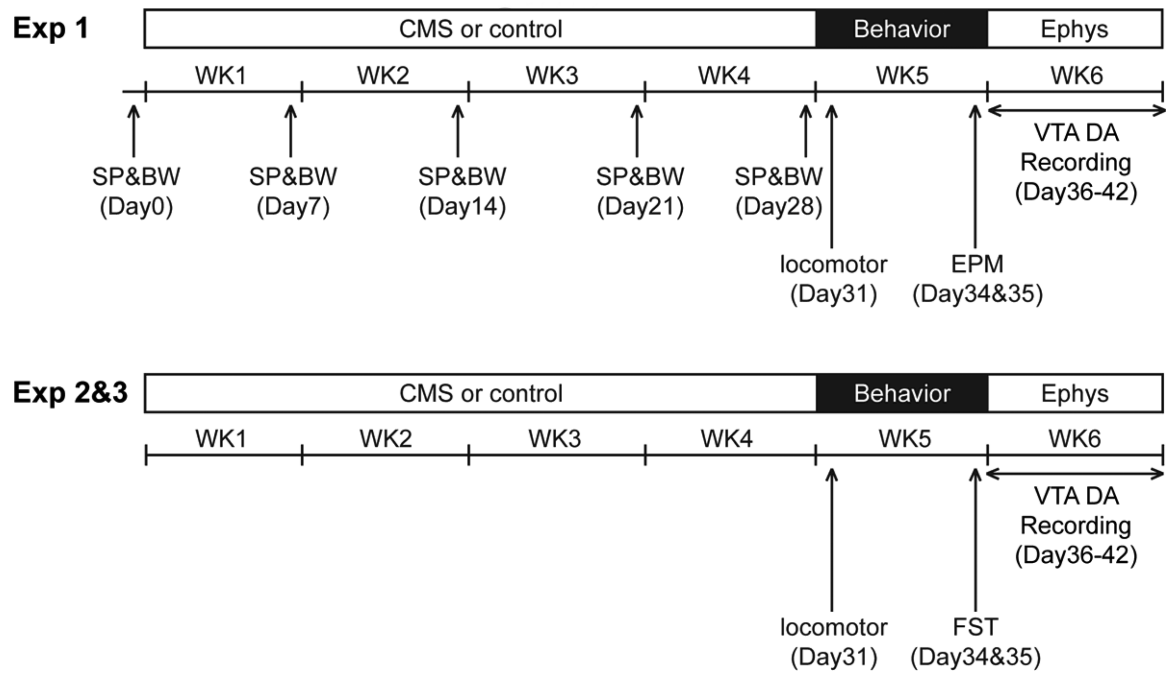 Exp 1
CMS or control
Behavior
Ephys
WK1
WK2
WK3
WK4
WK5
WK6
SP&BW
(Day0)
SP&BW
(Day7)
SP&BW
(Day14)
SP&BW
(Day21)
SP&BW
(Day28)
locomotor
(Day31)
EPM
(Day34&35)
VTA DA
Recording
(Day36-42)
Exp 2&3
CMS or control
Behavior
Ephys
WK1
WK2
WK3
WK4
WK5
WK6
locomotor
(Day31)
FST
(Day34&35)
VTA DA
Recording
(Day36-42)